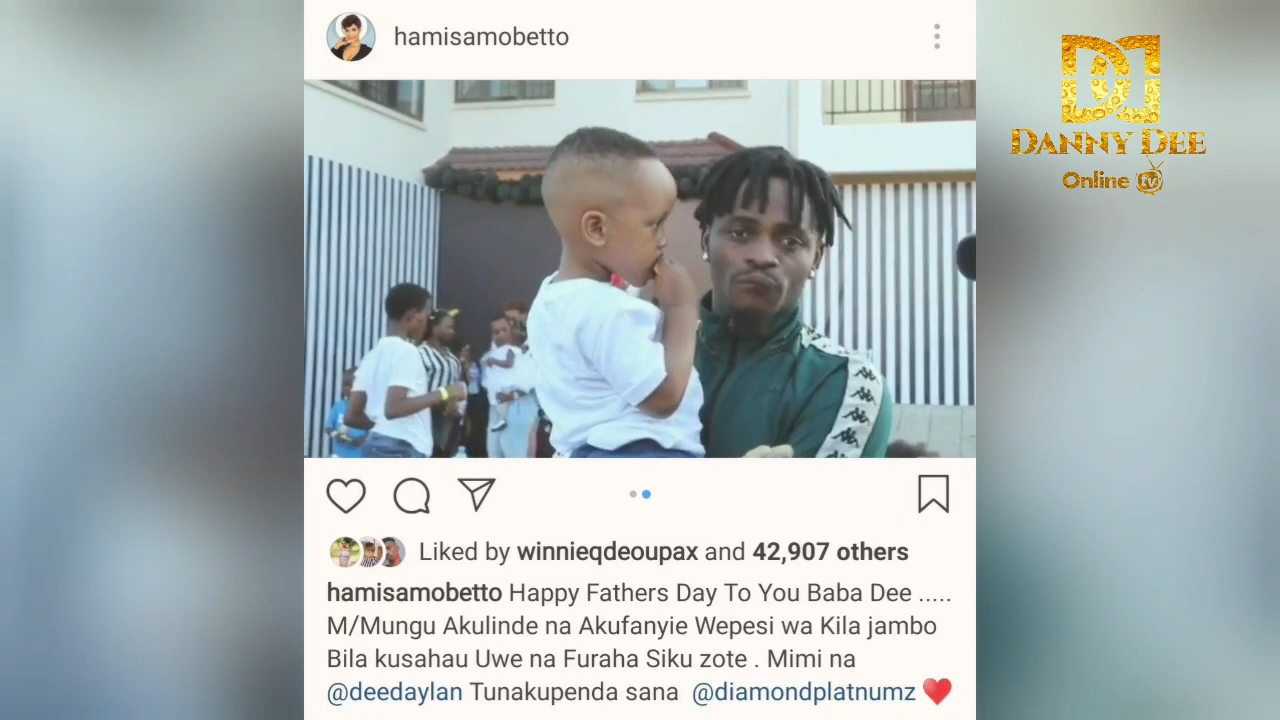 hamisamobetto
DANNY DEE
Online tv
Liked by winnieqdeoupax and 42,907 others
hamisamobetto Happy Fathers Day To You Baba Dee .....
M/Mungu Akulinde na Akufanyie Wepesi wa Kila jambo
Bila kusahau Uwe na Furaha Siku zote . Mimi na
@deedaylan Tunakupenda sana @diamondplatnumz ❤️